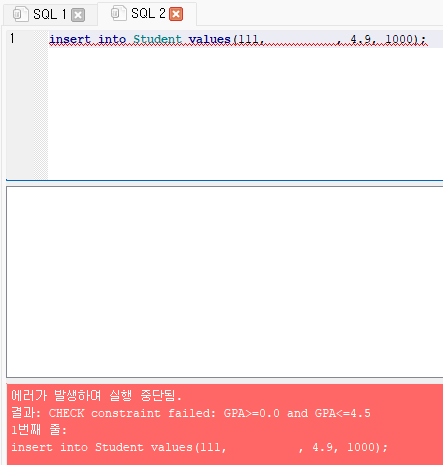 SQL 1
SQL 2
1
insert into Student values(111, , 4.9, 1000);
에러가 발생하며 실행 중단됨.
결과: CHECK constraint failed: GPA>=0.0 and GPA<=4.5
1번째 줄:
insert into Student values(111, , 4.9, 1000);